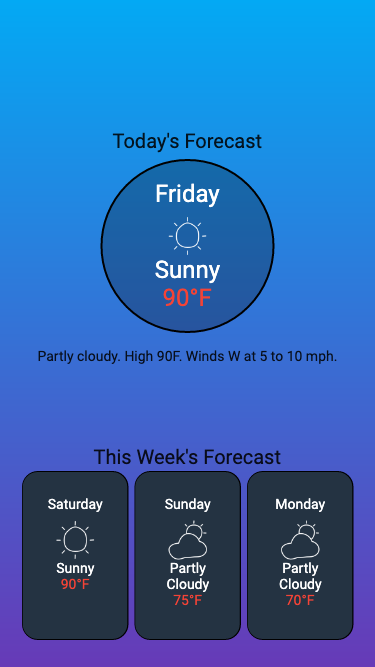 Today's Forecast
Friday
Sunny
90°F
Partly cloudy. High 90F. Winds W at 5 to 10 mph.
This Week's Forecast
Saturday
Sunny
90°F
Sunday
Partly
Cloudy
75°F
Monday
Partly
Cloudy
70°F